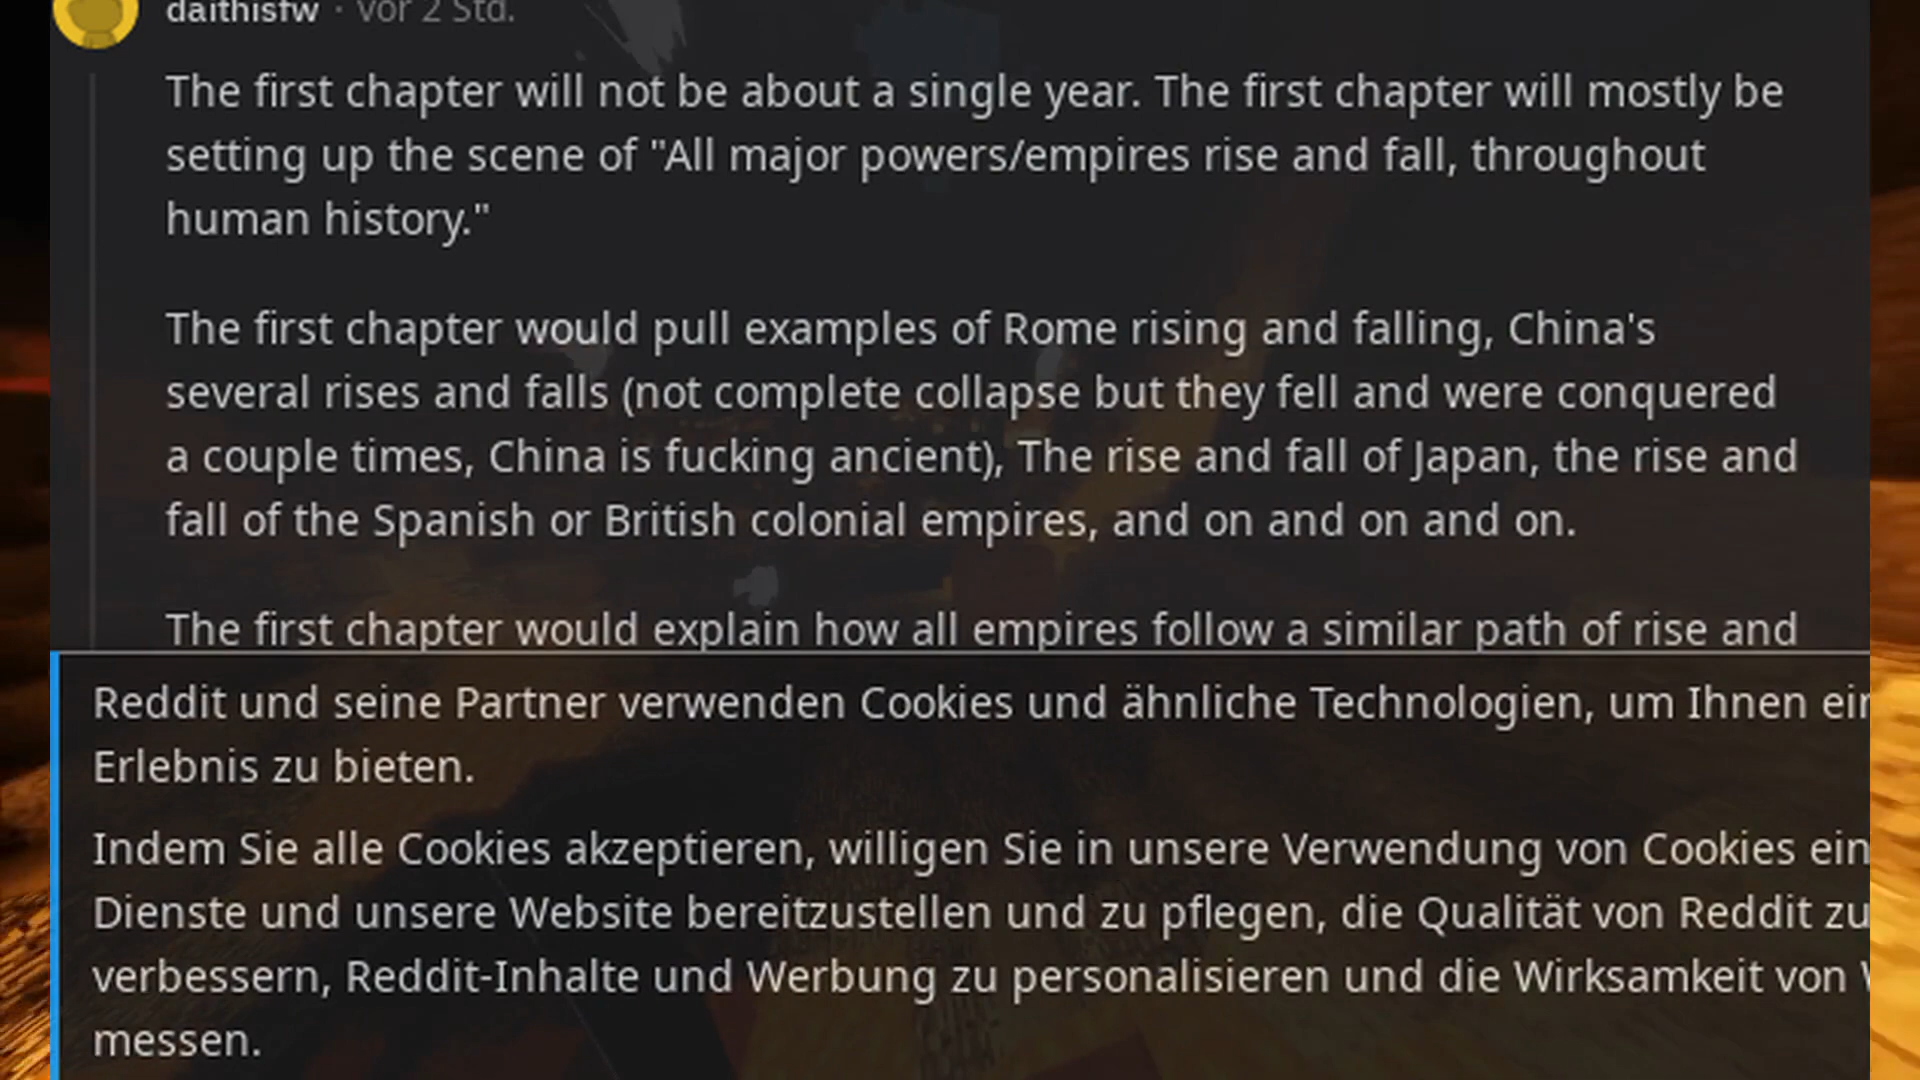 daithisfw · vor 2 Std.
The first chapter will not be about a single year. The first chapter will mostly be
setting up the scene of "All major powers/empires rise and fall, throughout
human history."
The first chapter would pull examples of Rome rising and falling, China's
several rises and falls (not complete collapse but they fell and were conquered
a couple times, China is fucking ancient), The rise and fall of Japan, the rise and
fall of the Spanish or British colonial empires, and on and on and on.
The first chapter would explain how all empires follow a similar path of rise and
Reddit und seine Partner verwenden Cookies und ähnliche Technologien, um Ihnen ein
Erlebnis zu bieten.
Indem Sie alle Cookies akzeptieren, willigen Sie in unsere Verwendung von Cookies ein
Dienste und unsere Website bereitzustellen und zu pflegen, die Qualität von Reddit zu
verbessern, Reddit-Inhalte und Werbung zu personalisieren und die Wirksamkeit von
messen.